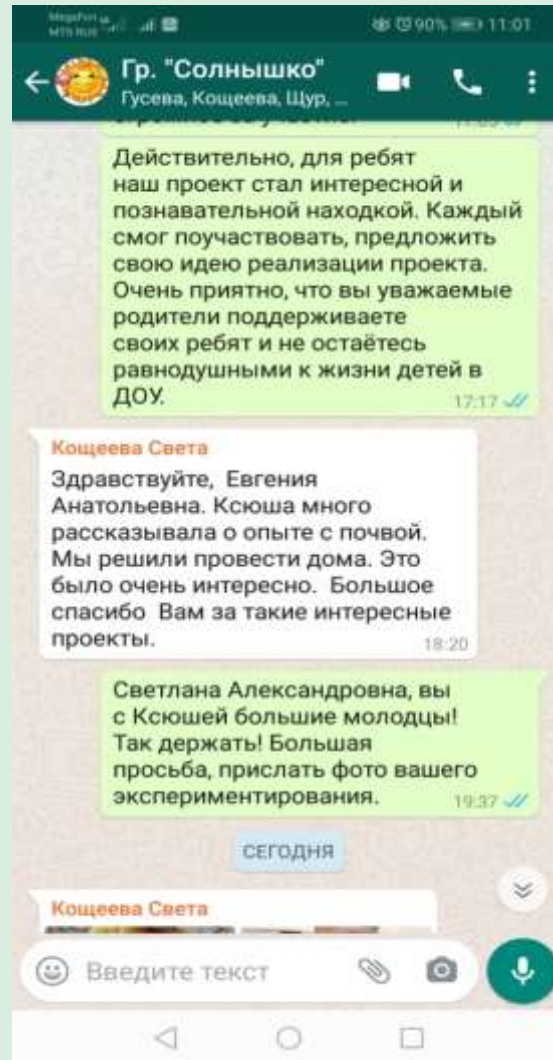 MegaFon
MTS RUS
90% 11:01
Гр. "Солнышко"
Гусева, Кощеева, Щур, ...
Действительно, для ребят
наш проект стал интересной и
познавательной находкой. Каждый
смог поучаствовать, предложить
свою идею реализации проекта.
Очень приятно, что вы уважаемые
родители поддерживаете
своих ребят и не остаётесь
равнодушными к жизни детей в
ДОУ.
17:17
Кощеева Света
Здравствуйте, Евгения
Анатольевна. Ксюша много
рассказывала о опыте с почвой.
Мы решили провести дома. Это
было очень интересно. Большое
спасибо Вам за такие интересные
проекты.
18:20
Светлана Александровна, вы
с Ксюшей большие молодцы!
Так держать! Большая
просьба, прислать фото вашего
экспериментирования.
19:37
СЕГОДНЯ
Кощеева Света
Введите текст